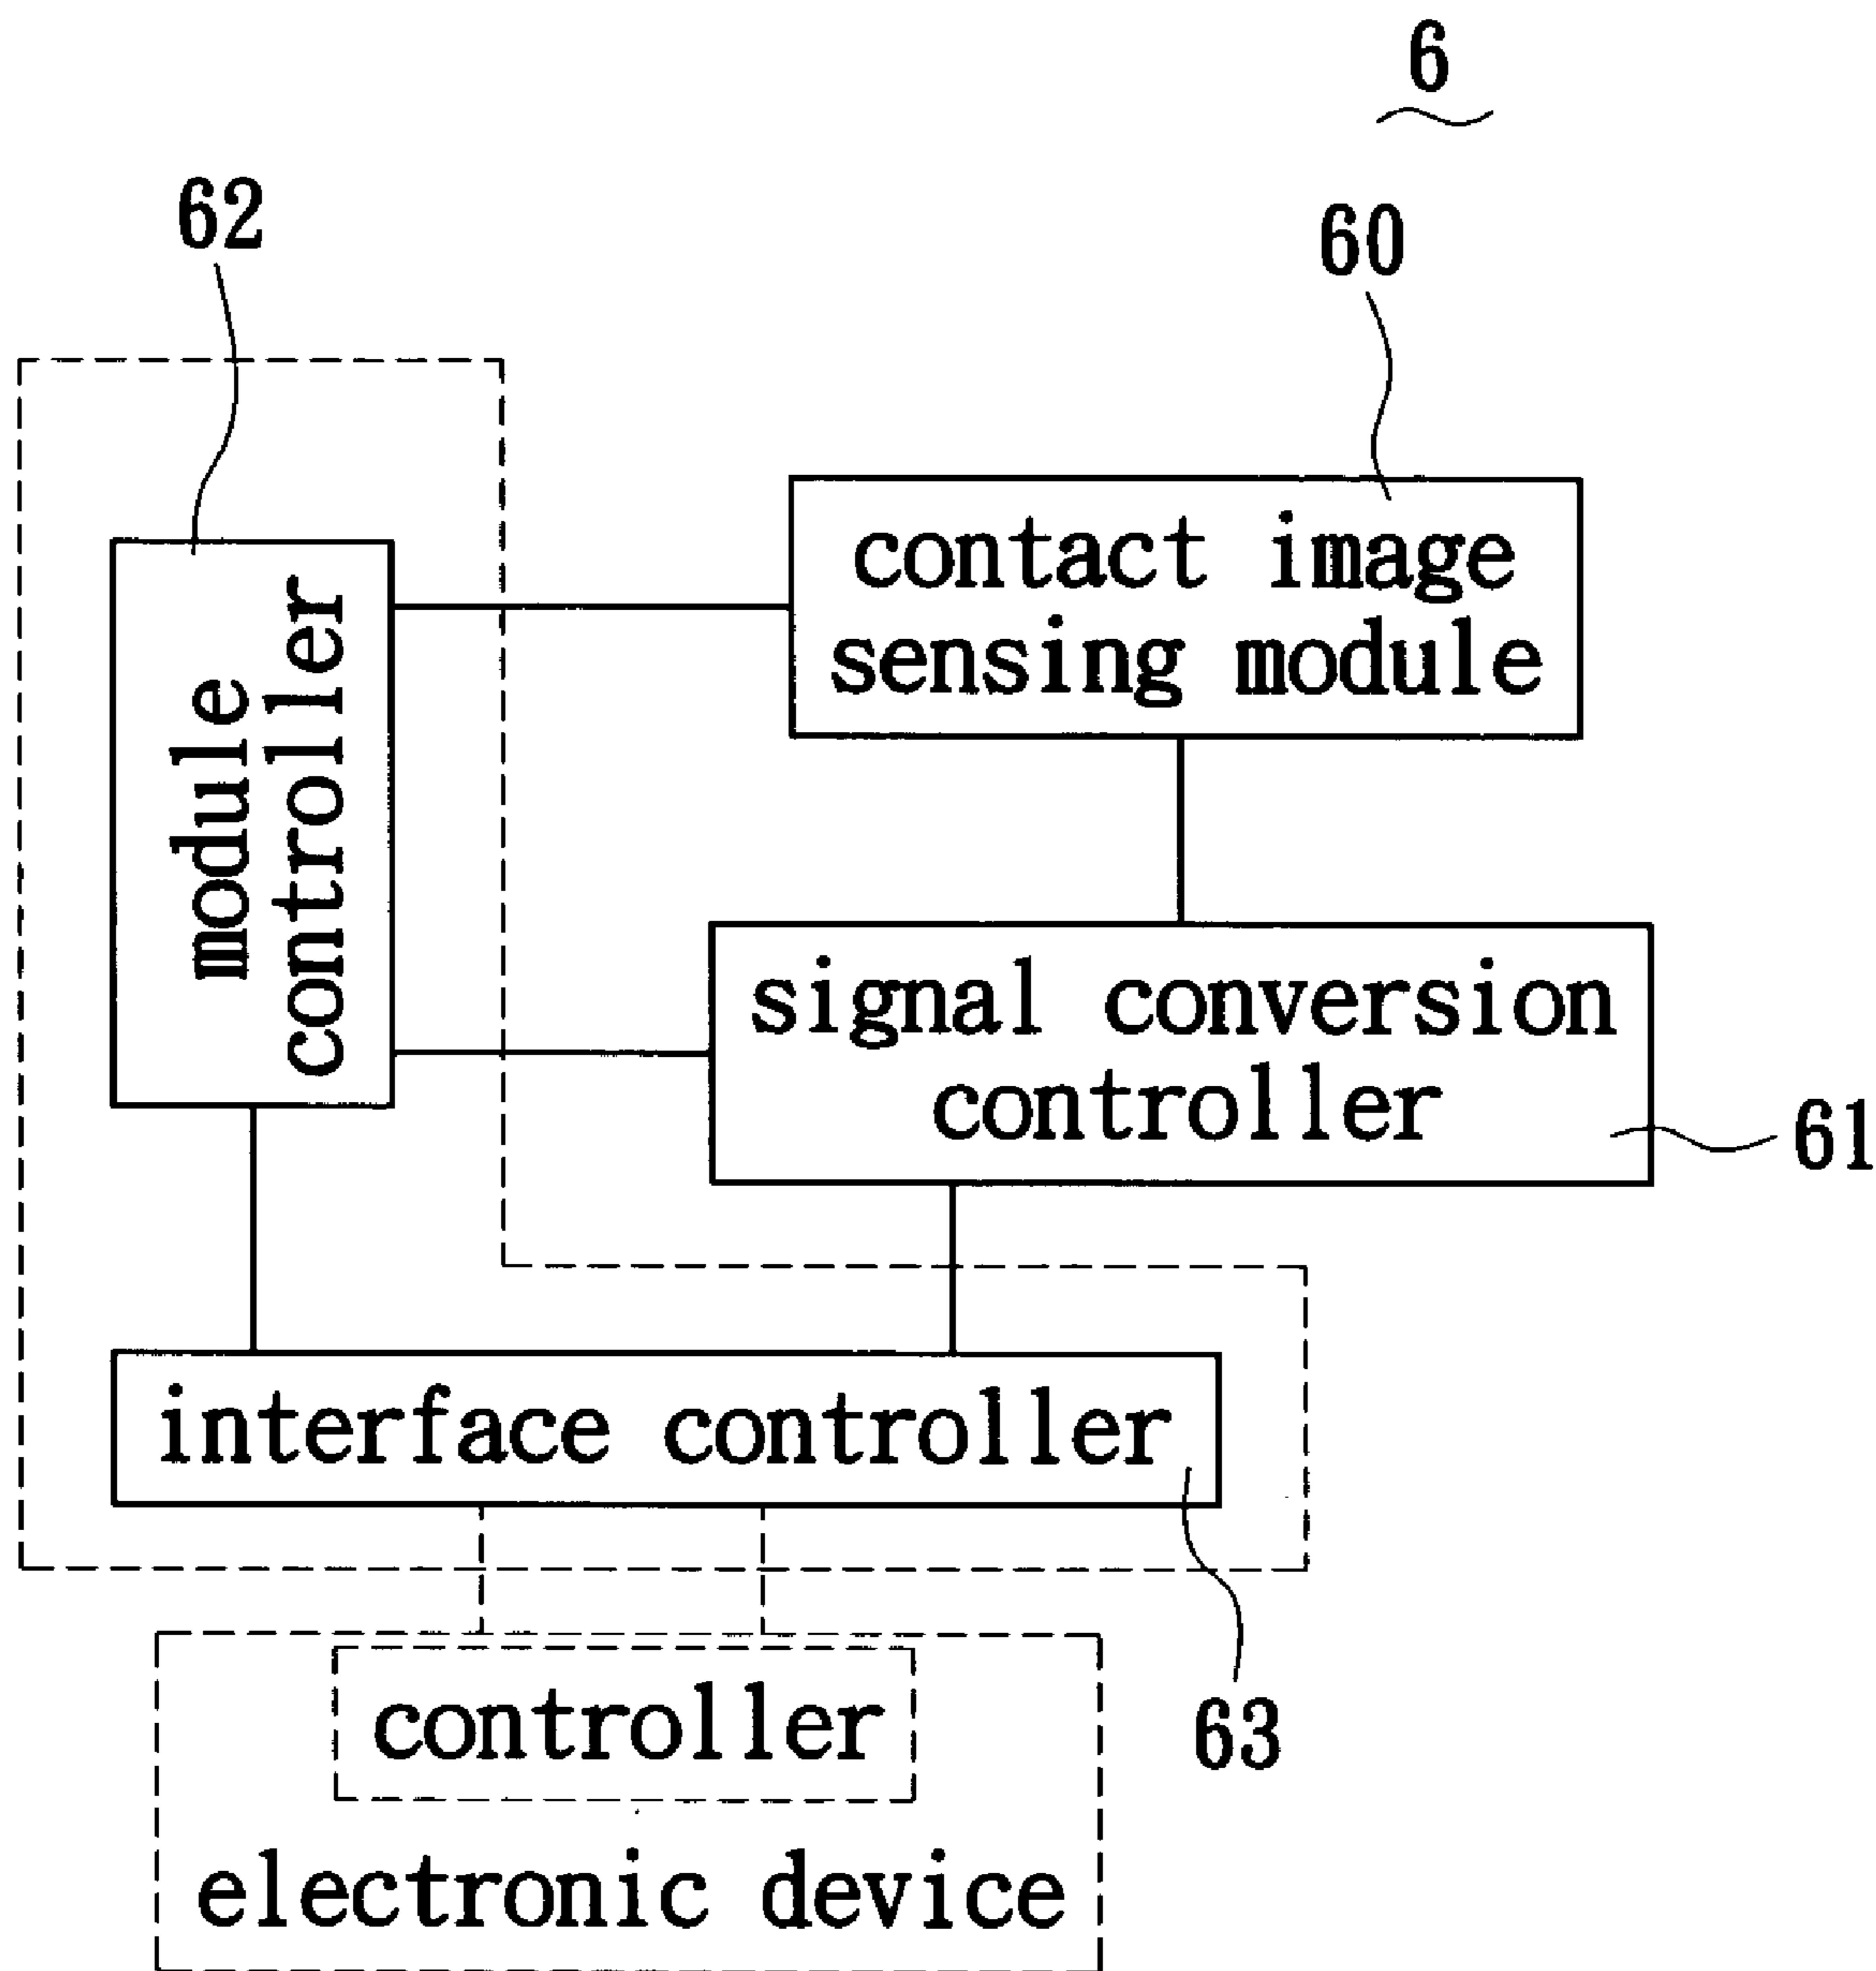 6
62
60
contact image
sensing module
module
controller
signal conversion
controller
61
interface controller
63
controller
electronic device